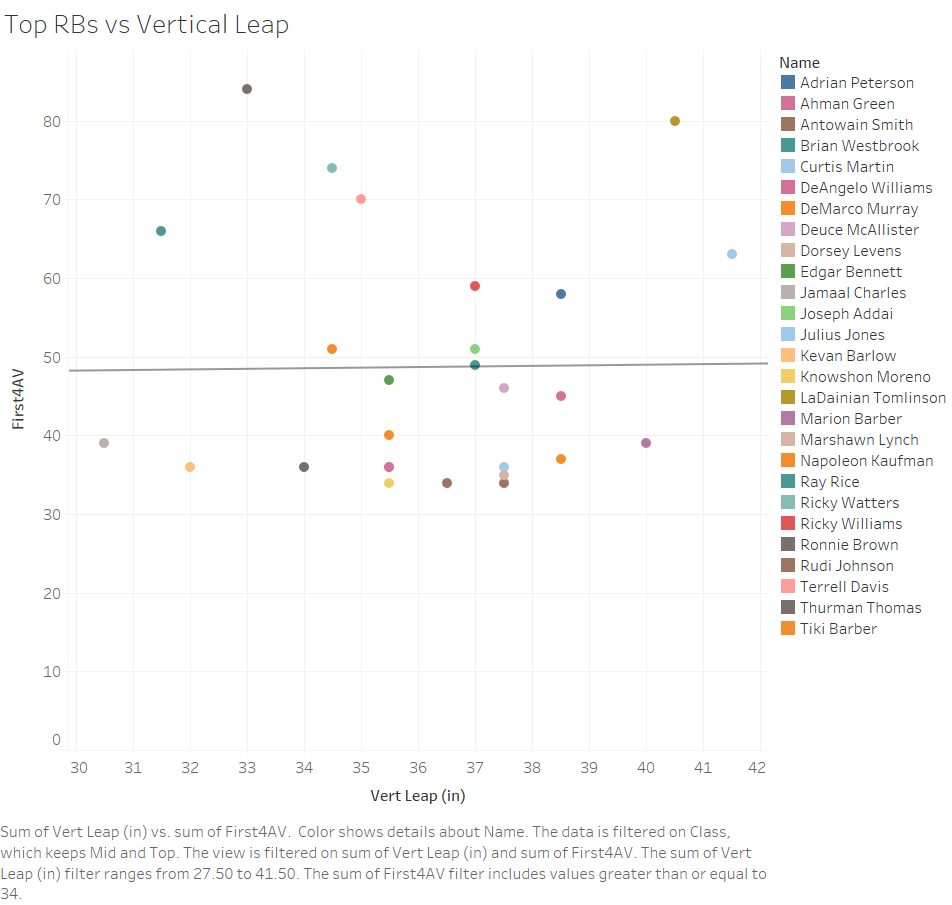 Top RBs vs Vertical Leap
Name
Adrian Peterson
Ahman Green
Antowain Smith
Brian Westbrook
Curtis Martin
DeAngelo Williams
DeMarco Murray
Deuce McAllister
Dorsey Levens
Edgar Bennett
Jamaal Charles
Joseph Addai
Julius Jones
Kevan Barlow
Knowshon Moreno
LaDainian Tomlinson
Marion Barber
Marshawn Lynch
Napoleon Kaufman
Ray Rice
Ricky Watters
Ricky Williams
Ronnie Brown
Rudi Johnson
Terrell Davis
Thurman Thomas
Tiki Barber
80
70
60
50
40
30
20
10
0
First4AV
30 31 32 33 34 35 36 37 38 39 40 41 42
Vert Leap (in)
Sum of Vert Leap (in) vs. sum of First4AV. Color shows details about Name. The data is filtered on Class,
which keeps Mid and Top. The view is filtered on sum of Vert Leap (in) and sum of First4AV. The sum of Vert
Leap (in) filter ranges from 27.50 to 41.50. The sum of First4AV filter includes values greater than or equal to
34.